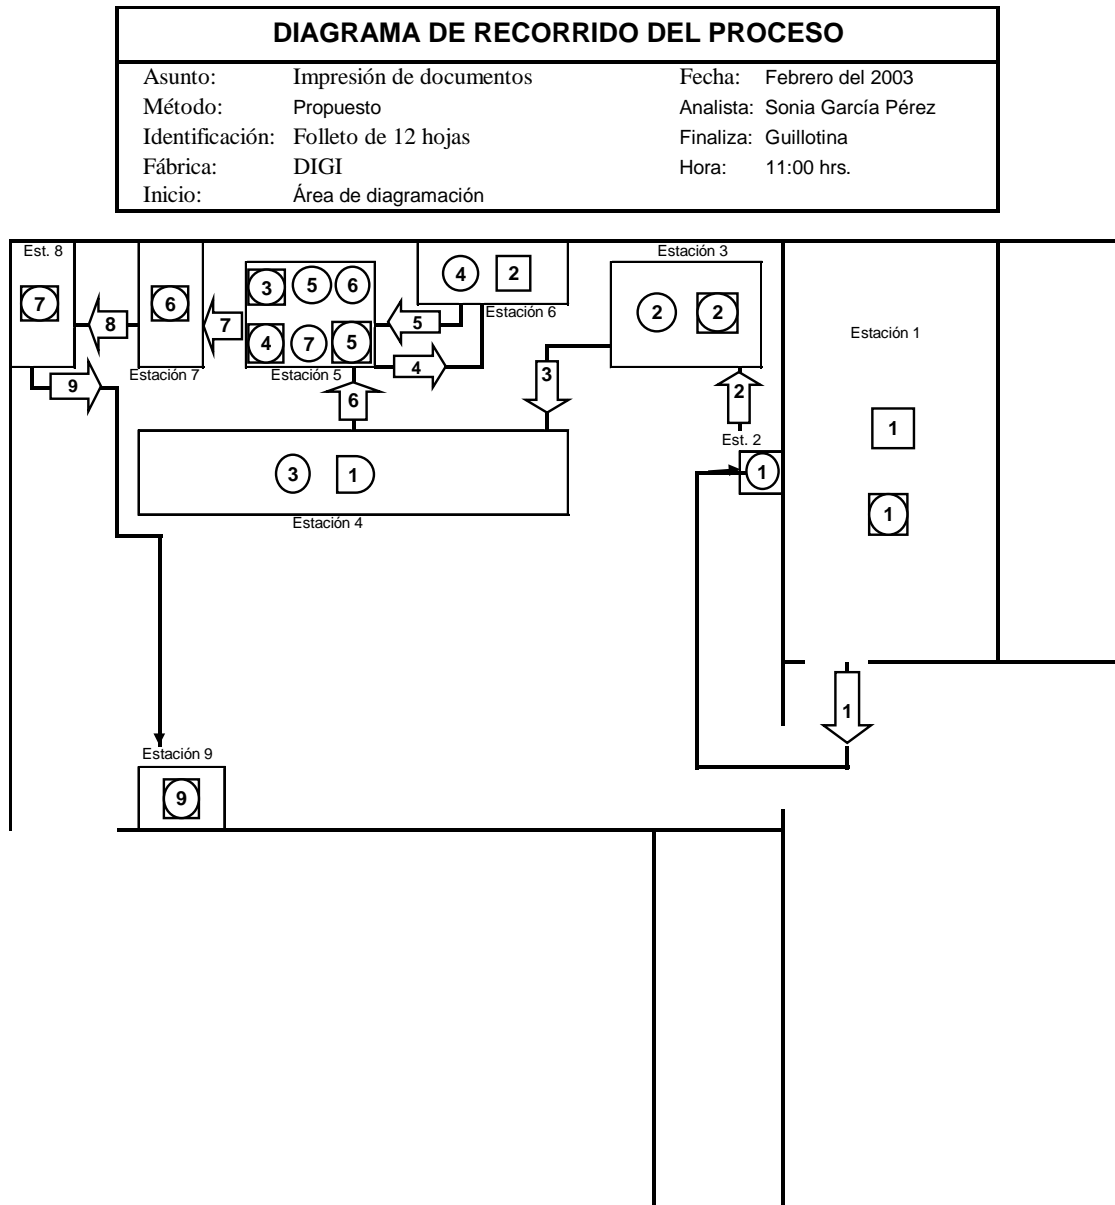 DIAGRAMA DE RECORRIDO DEL PROCESO
Asunto: Impresión de documentos Fecha: Febrero del 2003
Método: Propuesto Analista: Sonia García Pérez
Identificación: Folleto de 12 hojas Finaliza: Guillotina
Fábrica: DIGI Hora: 11:00 hrs.
Inicio: Área de diagramación
Est. 8
7
8
9
6
Estación 7
7
3 5 6
4 7 5
Estación 5
4 2
Estación 6
5
4
6
3
Estación 3
2 2
2
Est. 2
1
Estación 1
1
1
1
3 1
Estación 4
Estación 9
9